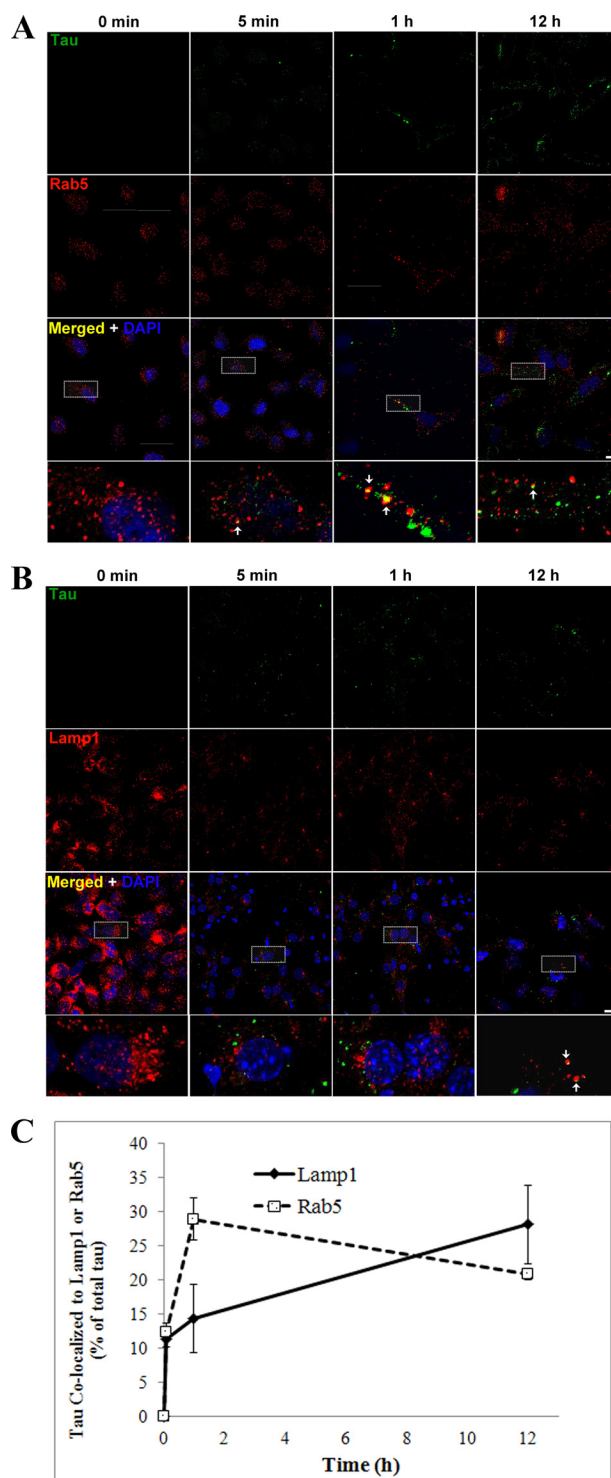 A
0 min 5 min 1 h 12 h
Tau
Rab5
Merged + DAPI
B
0 min 5 min 1 h 12 h
Tau
Lamp1
Merged + DAPI
C
Tau Co-localized to Lamp1 or Rab5
(% of total tau)
40
35
30
25
20
15
10
5
0
Lamp1
Rab5
0 2 4 6 8 10 12
Time (h)